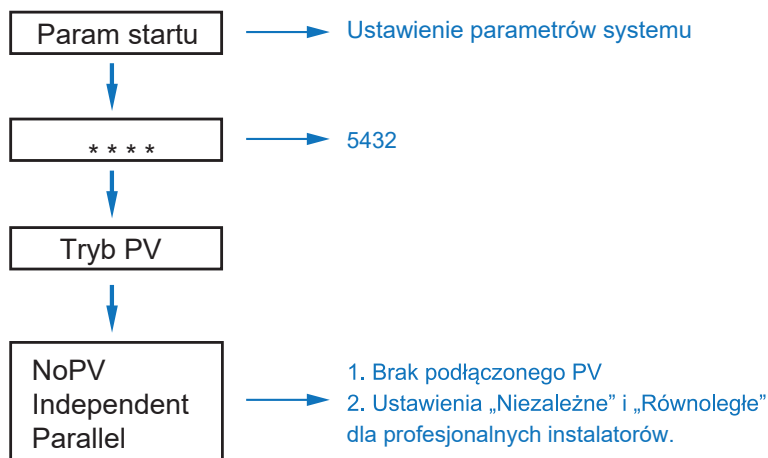 Param startu
Ustawienie parametrów systemu
* * * *
5432
Tryb PV
NoPV
Independent
Parallel
1. Brak podłączonego PV
2. Ustawienia „Niezależne” i „Równoległe”
dla profesjonalnych instalatorów.